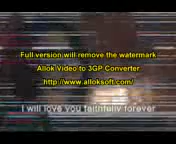 Full version will remove the watermark
Allok Video to 3GP Converter
http://www.alloksoft.com/
I will love you faithfully forever